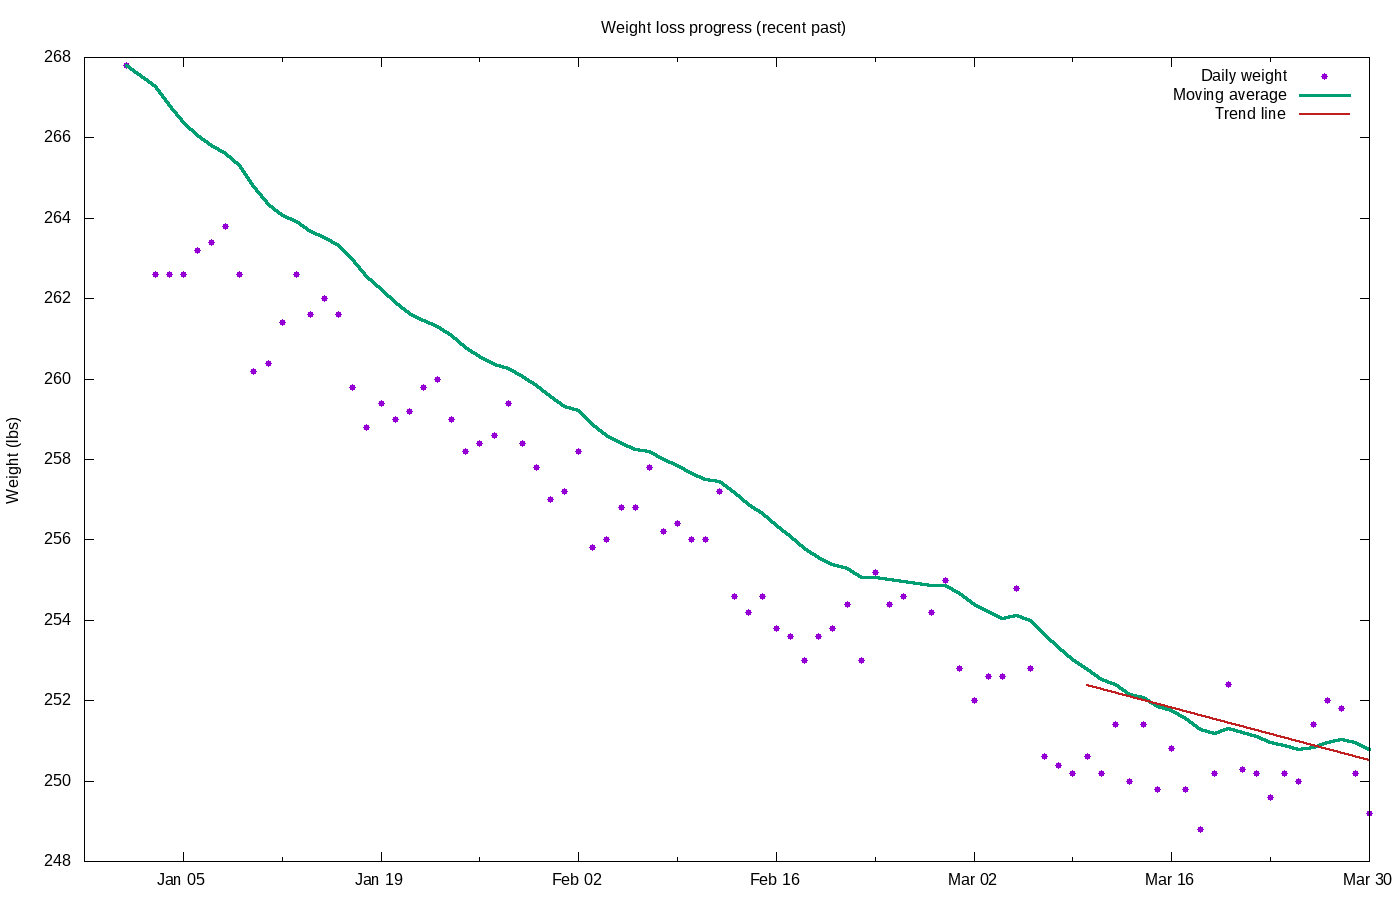 Weight loss progress (recent past)
Daily weight
Moving average
Trend line
Weight (lbs)
268
266
264
262
260
258
256
254
252
250
248
Jan 05
Jan 19
Feb 02
Feb 16
Mar 02
Mar 16
Mar 30